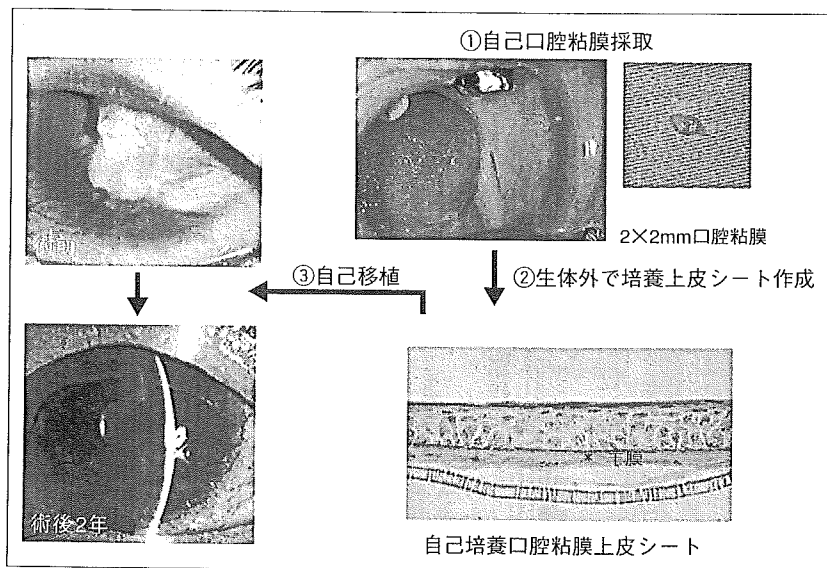 ①自己口腔粘膜採取
2×2mm口腔粘膜
③自己移植
②生体外で培養上皮シート作成
術後2年
* 羊膜
自己培養口腔粘膜上皮シート